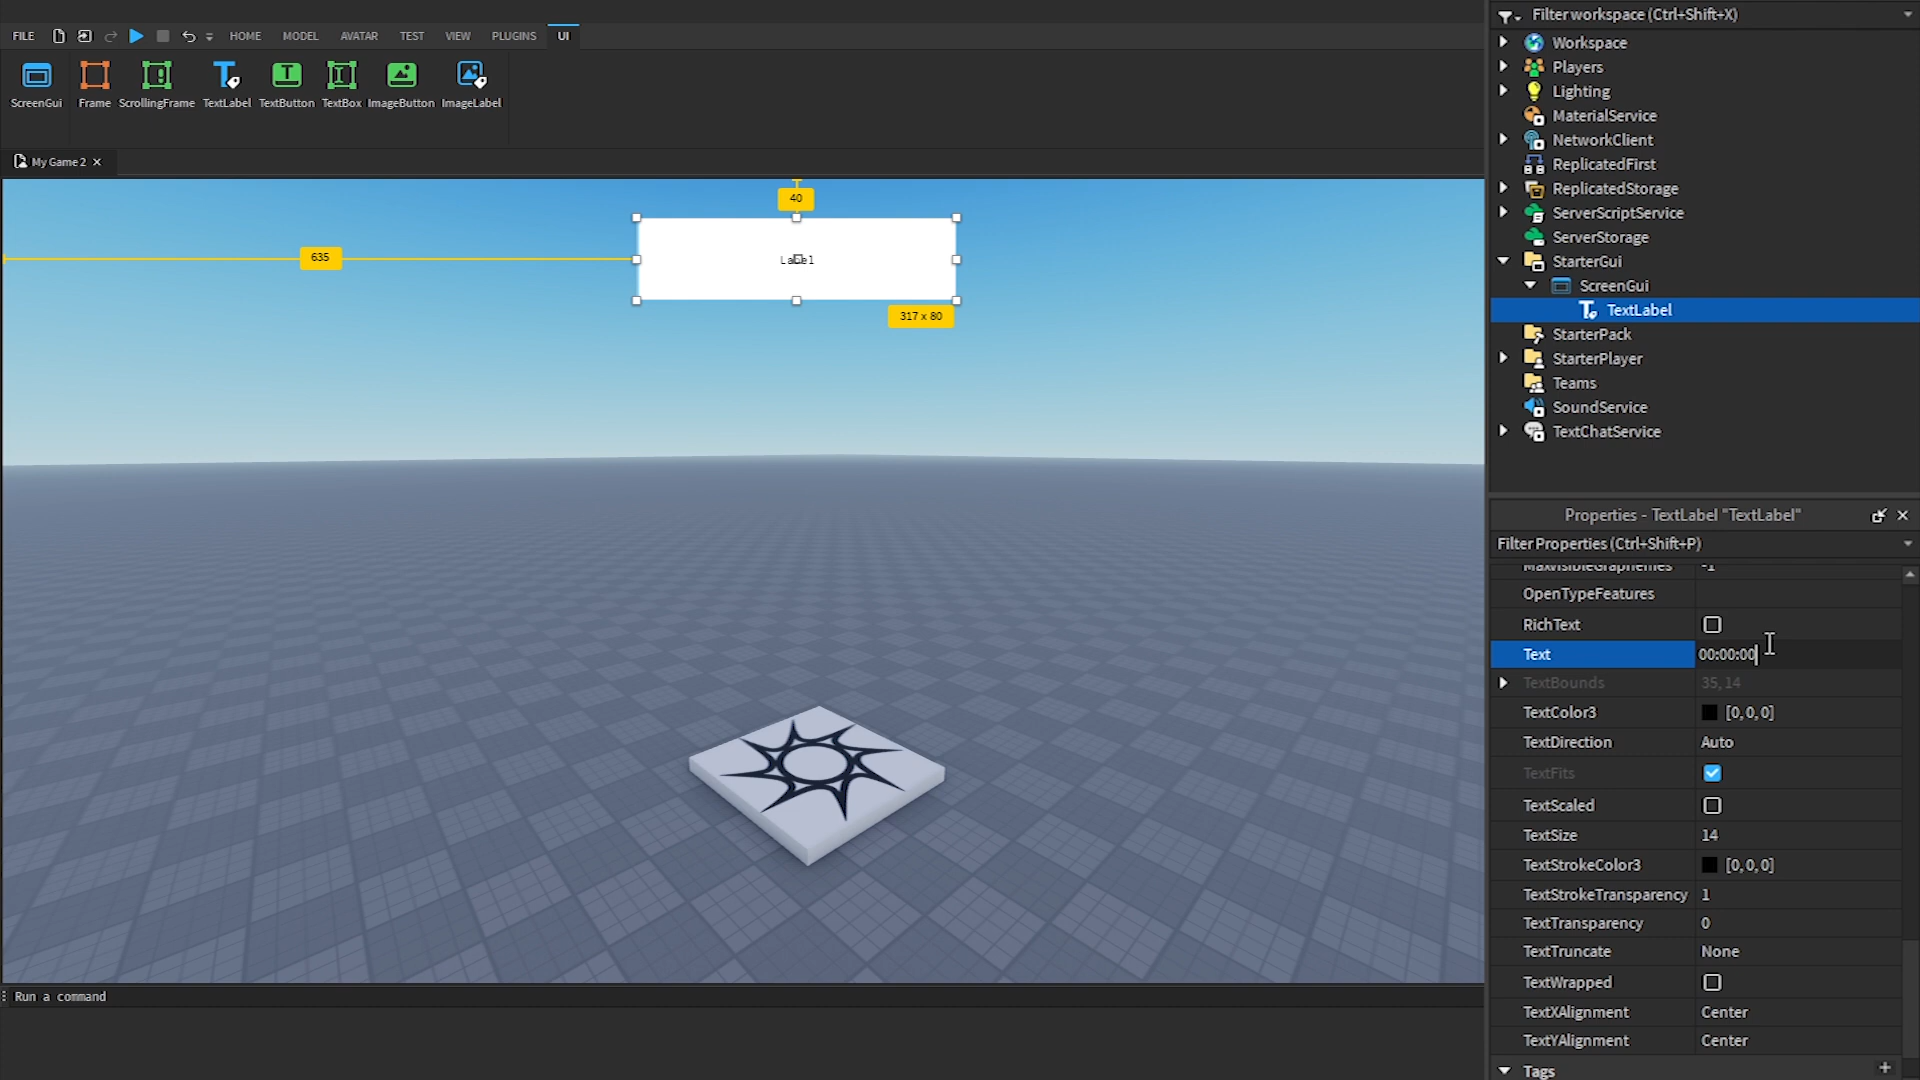 FILE
HOME
MODEL
AVATAR
TEST
VIEW
PLUGINS
UI
ScreenGui
Frame
ScrollingFrame
TextLabel
TextButton
TextBox
ImageButton
ImageLabel
My Game 2
40
635
Label
317 x 80
Run a command
Filter workspace (Ctrl+Shift+X)
Workspace
Players
Lighting
MaterialService
NetworkClient
ReplicatedFirst
ReplicatedStorage
ServerScriptService
ServerStorage
StarterGui
ScreenGui
TextLabel
StarterPack
StarterPlayer
Teams
SoundService
TextChatService
Properties - TextLabel "TextLabel"
Filter Properties (Ctrl+Shift+P)
MaxVisibleGraphemes -1
OpenTypeFeatures
RichText
Text 00:00:00
TextBounds 35, 14
TextColor3 [0, 0, 0]
TextDirection Auto
TextFits
TextScaled
TextSize 14
TextStrokeColor3 [0, 0, 0]
TextStrokeTransparency 1
TextTransparency 0
TextTruncate None
TextWrapped
TextXAlignment Center
TextYAlignment Center
Tags